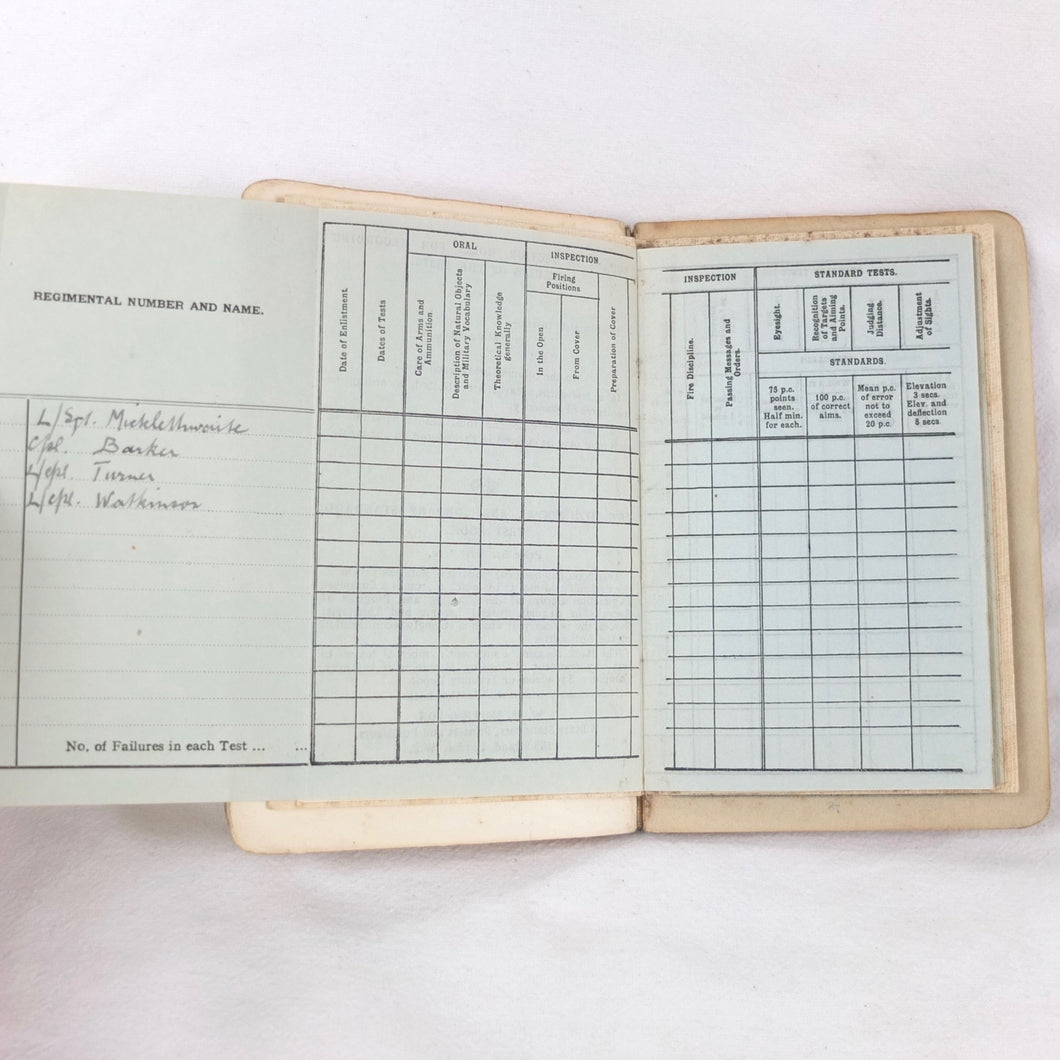 REGIMENTAL NUMBER AND NAME.
L/Sgt. Micklethwaite
Cpl. Barker
L/cpl. Turner
L/cpl. Watkinson
No. of Failures in each Test ... ...
Date of Enlistment.
Dates of Tests
ORAL
Care of Arms and
Ammunition
Description of Natural Objects
and Military Vocabulary
Theoretical Knowledge
generally
INSPECTION
Firing
Positions
In the Open
From Cover
Preparation of Cover
INSPECTION
Fire Discipline.
Passing Messages and
Orders.
STANDARD TESTS.
Eyesight.
Recognition
of Targets
and Aiming
Points.
Judging
Distance.
Adjustment
of Sights.
STANDARDS.
75 p.c.
points
seen.
Half min.
for each.
100 p.c.
of correct
aims.
Mean p.c.
of error
not to
exceed
20 p.c.
Elevation
3 secs.
Elev. and
deflection
8 secs.